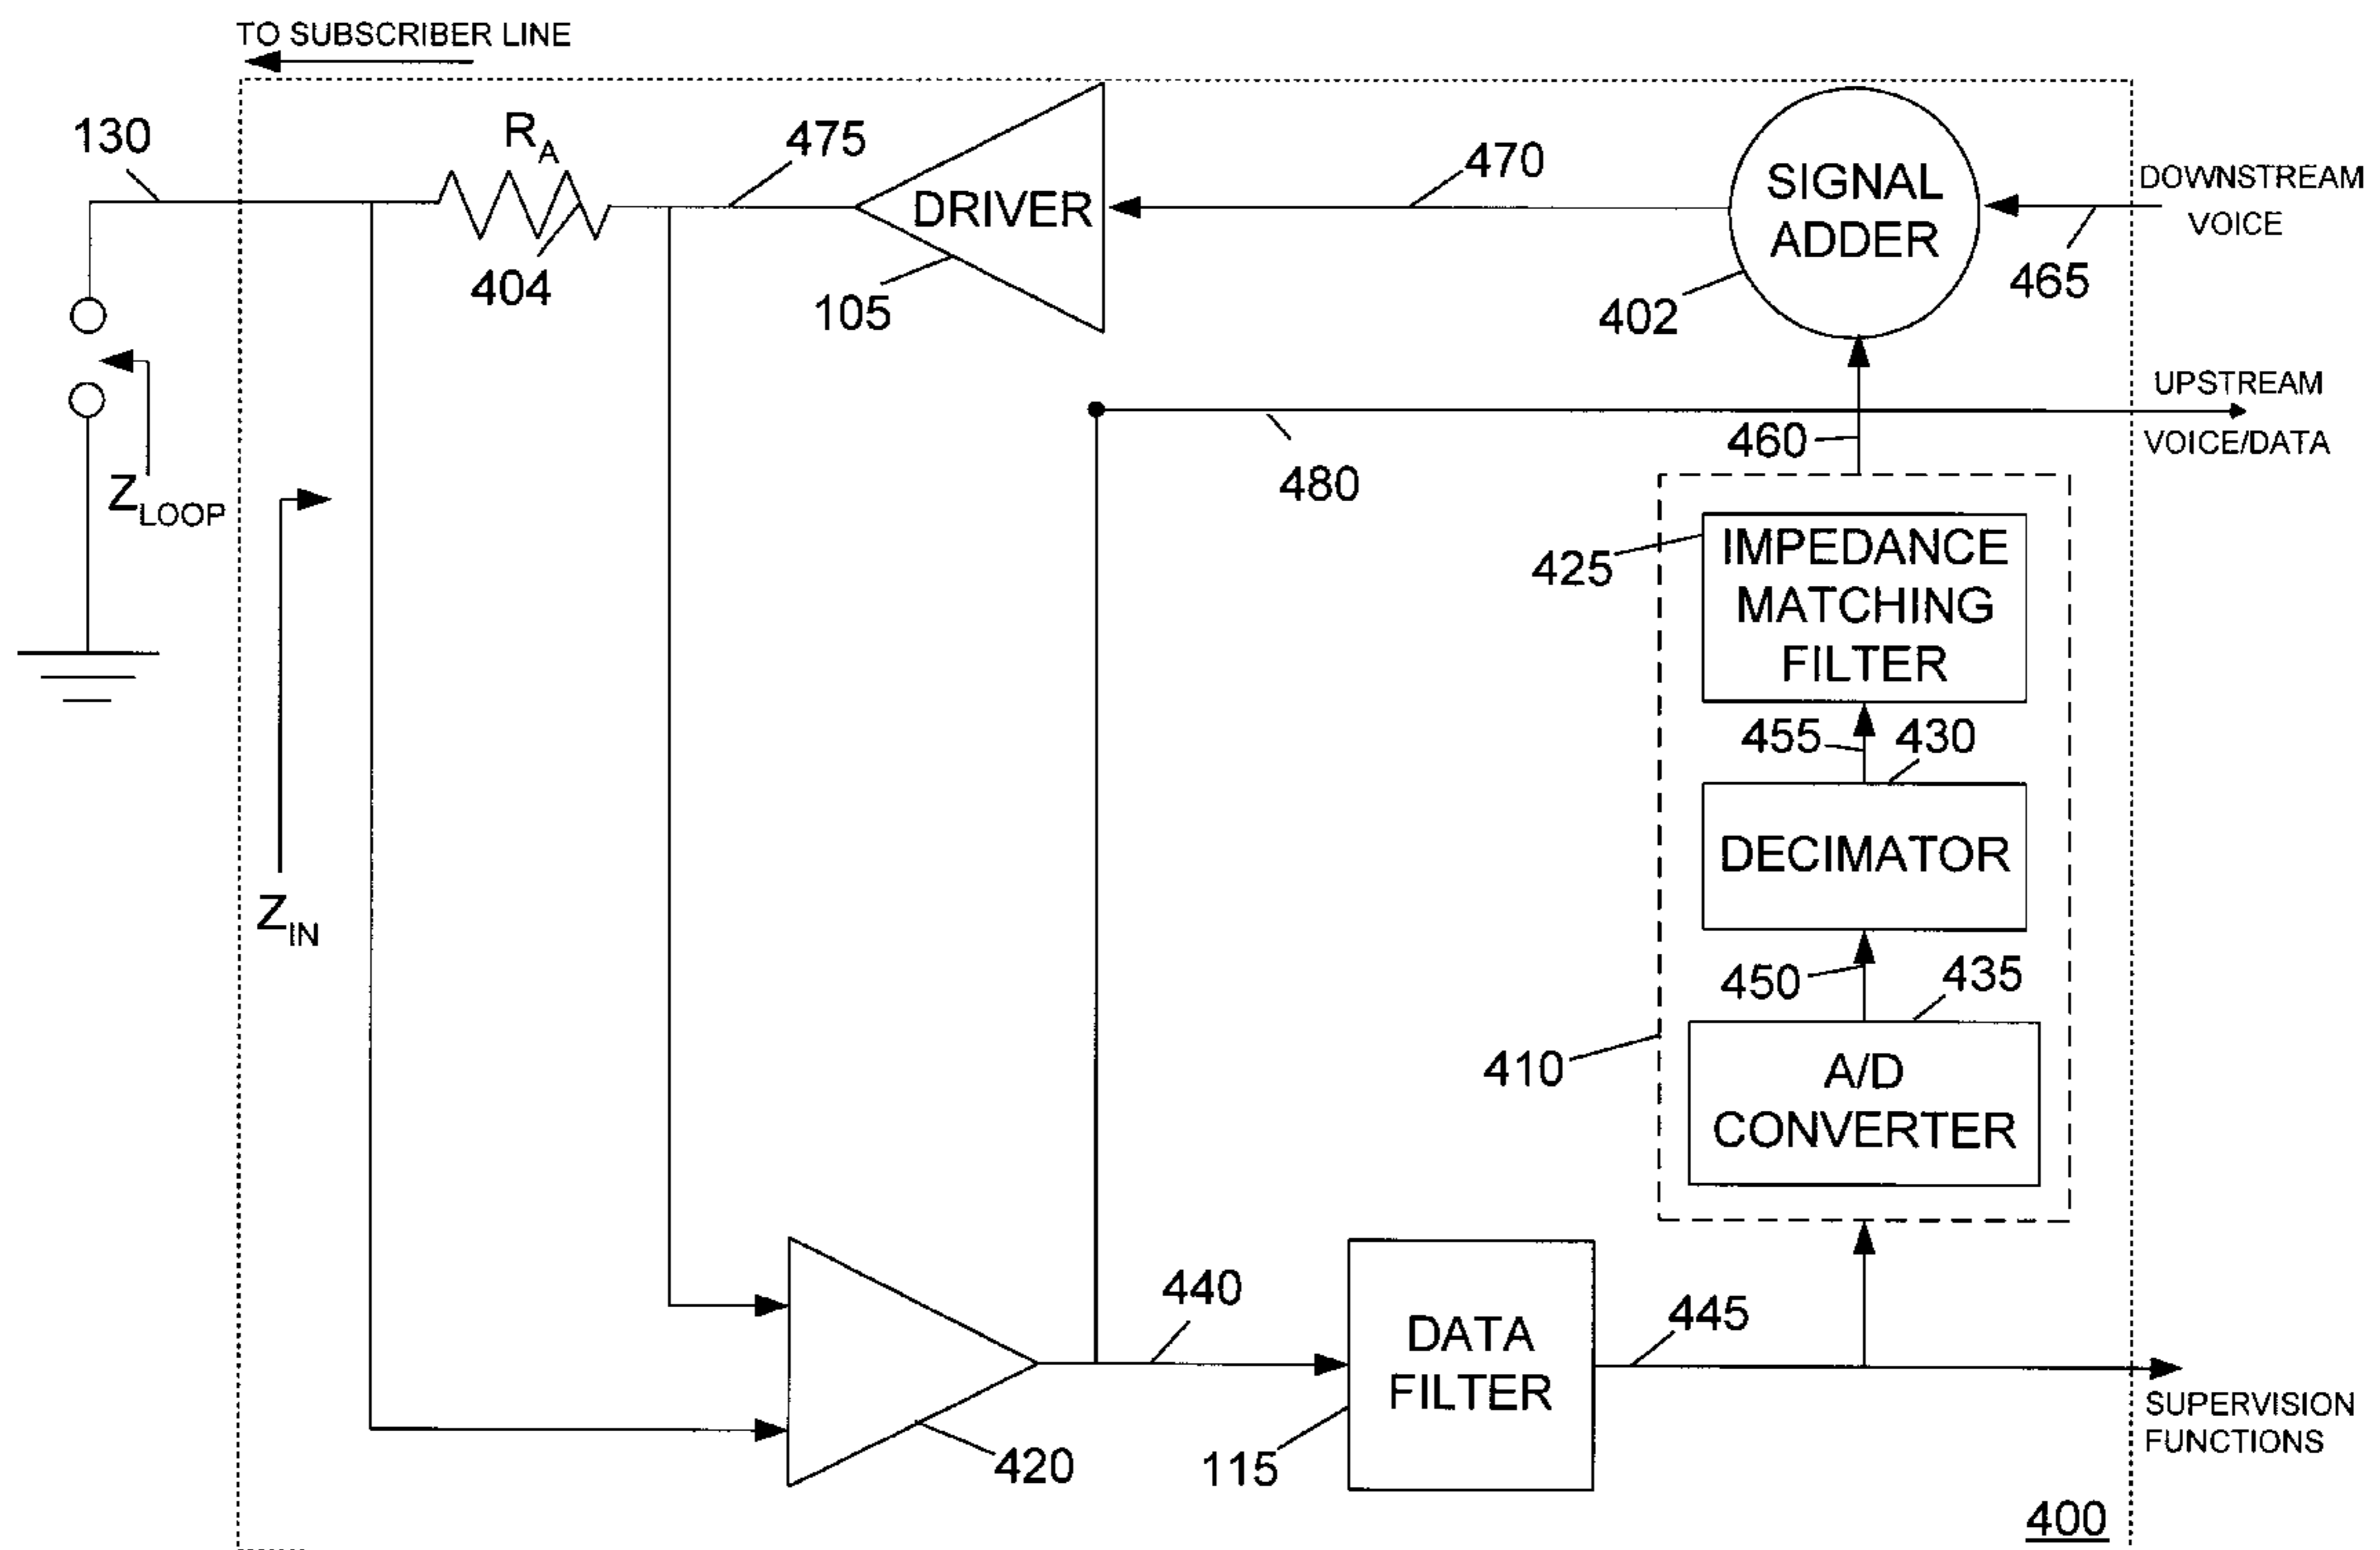 TO SUBSCRIBER LINE
130
R_A
404
475
DRIVER
105
470
SIGNAL
ADDER
402
DOWNSTREAM
VOICE
465
UPSTREAM
VOICE/DATA
460
480
Z_LOOP
Z_IN
425
IMPEDANCE
MATCHING
FILTER
455
430
DECIMATOR
450
435
410
A/D
CONVERTER
420
440
DATA
FILTER
115
445
SUPERVISION
FUNCTIONS
400